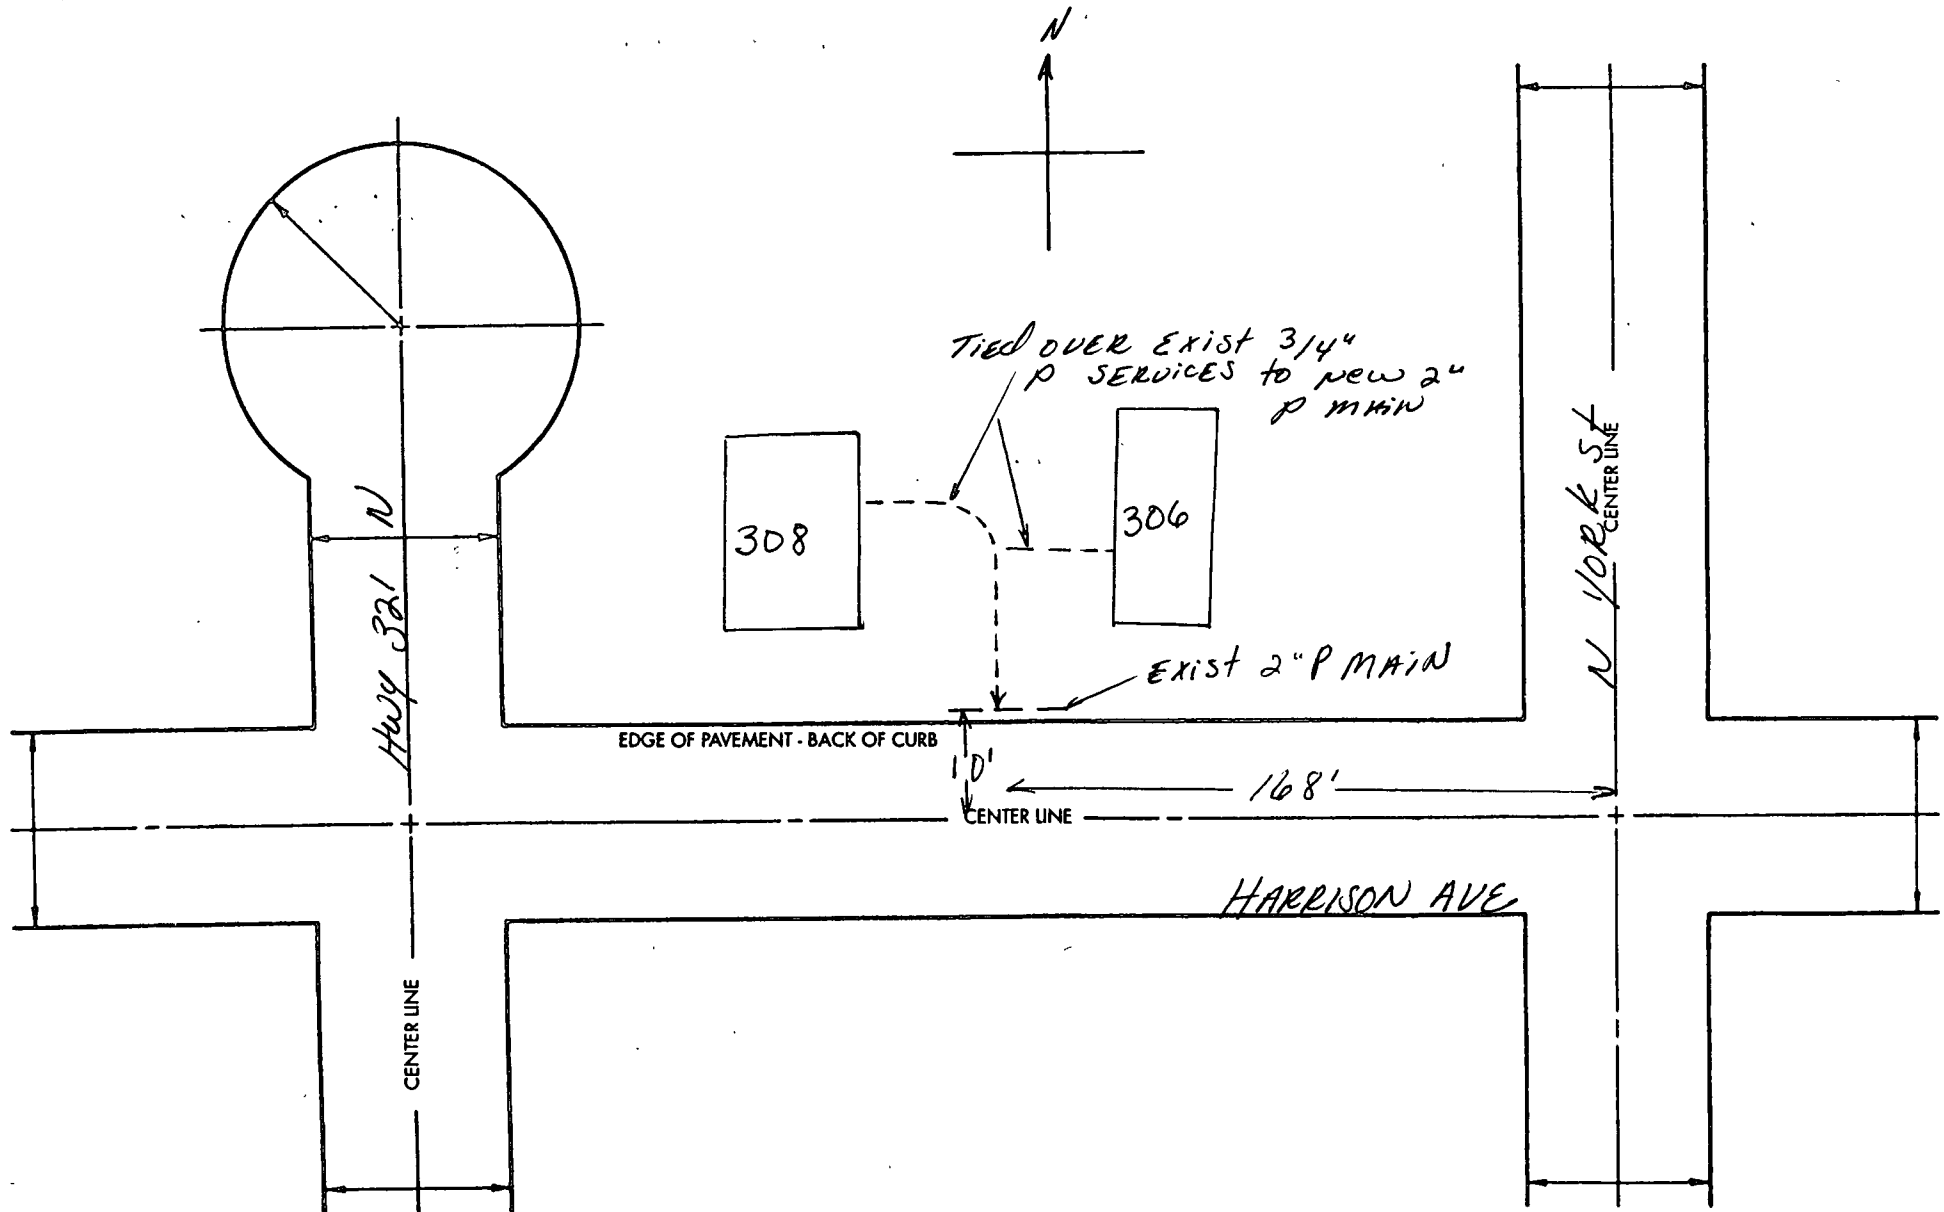 N
TiEd OVER Exist 3/4"
P SERVICES to New 2"
P MAiN
308
306
N York St
CENTER LINE
Hwy 321 N
Exist 2" P MAiN
EDGE OF PAVEMENT - BACK OF CURB
10'
168'
CENTER LINE
HARRISON AVE
CENTER LINE